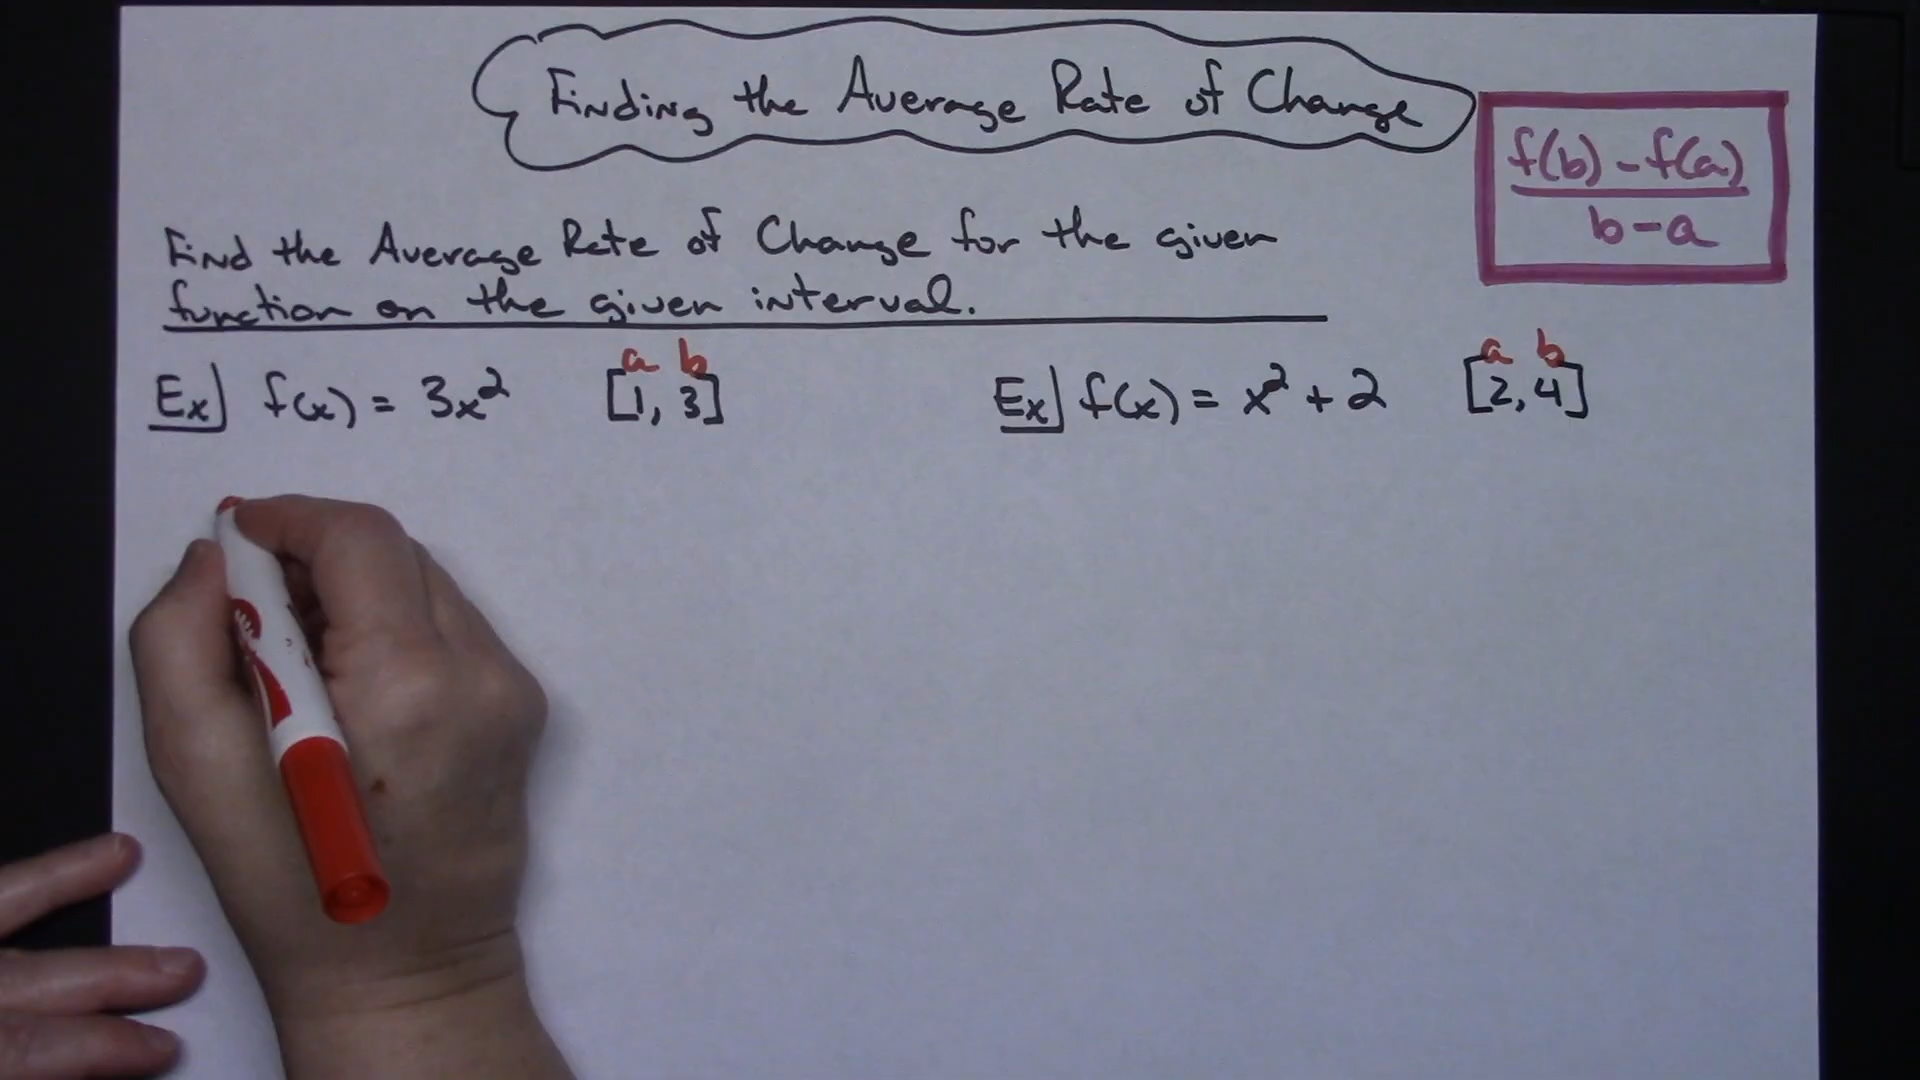 Finding the Average Rate of Change
f(b) - f(a)
b - a
Find the Average Rate of Change for the given
function on the given interval.
a b
Ex] f(x) = 3x² [1, 3]
a b
Ex] f(x) = x² + 2 [2, 4]